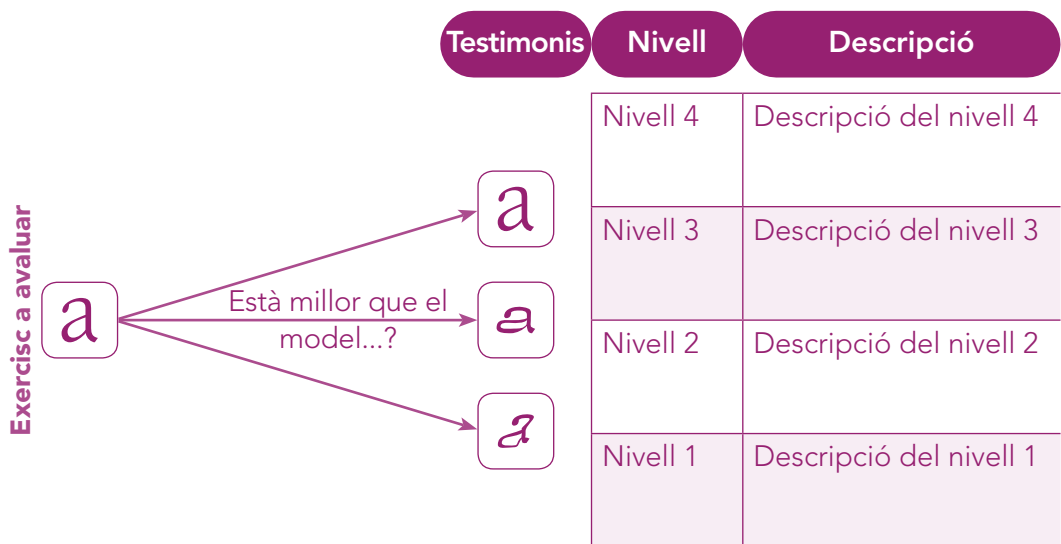 Testimonis Nivell Descripció
Nivell 4 Descripció del nivell 4
a
Nivell 3 Descripció del nivell 3
Exercisc a avaluar
a
Està millor que el
model...?
a
Nivell 2 Descripció del nivell 2
a
Nivell 1 Descripció del nivell 1